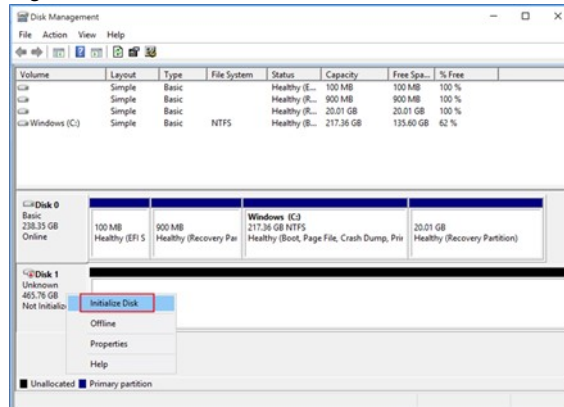 Disk Management
File Action View Help
Volume Layout Type File System Status Capacity Free Spa... % Free
Simple Basic Healthy (E... 100 MB 100 MB 100 %
Simple Basic Healthy (R... 900 MB 900 MB 100 %
Simple Basic Healthy (R... 20.01 GB 20.01 GB 100 %
Windows (C:) Simple Basic NTFS Healthy (B... 217.36 GB 135.60 GB 62 %
Disk 0
Basic
238.35 GB
Online
100 MB
Healthy (EFI S
900 MB
Healthy (Recovery Par
Windows (C:)
217.36 GB NTFS
Healthy (Boot, Page File, Crash Dump, Prin
20.01 GB
Healthy (Recovery Partition)
Disk 1
Unknown
465.76 GB
Not Initializ
Initialize Disk
Offline
Properties
Help
Unallocated Primary partition